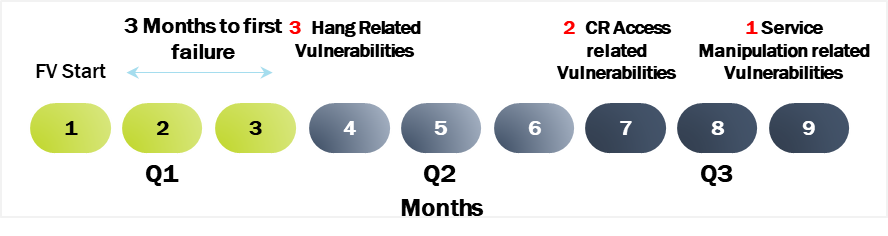 3 Months to first
failure
3 Hang Related
Vulnerabilities
2 CR Access
related
Vulnerabilities
1 Service
Manipulation related
Vulnerabilities
FV Start
1 2 3 4 5 6 7 8 9
Q1 Q2 Q3
Months